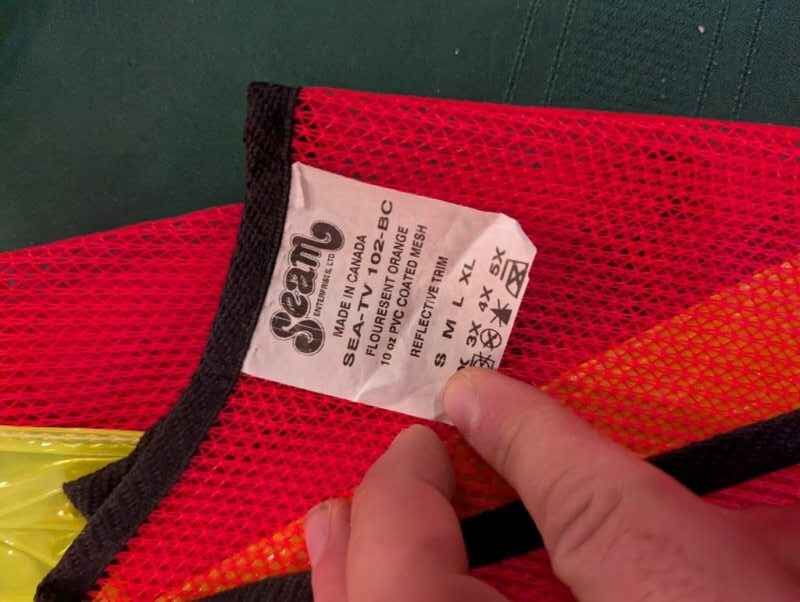 Seam
ENTERPRISES, LTD
MADE IN CANADA
SEA-TV 102-BC
FLOURESENT ORANGE
10 oz PVC COATED MESH
REFLECTIVE TRIM
S M L XL
3X 4X 5X